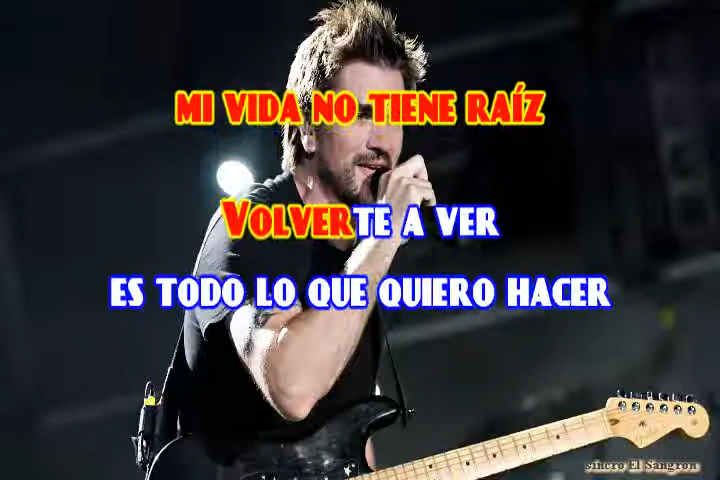 MI VIDA NO TIENE RAÍZ
VOLVERTE A VER
ES TODO LO QUE QUIERO HACER
sincro El Sangron